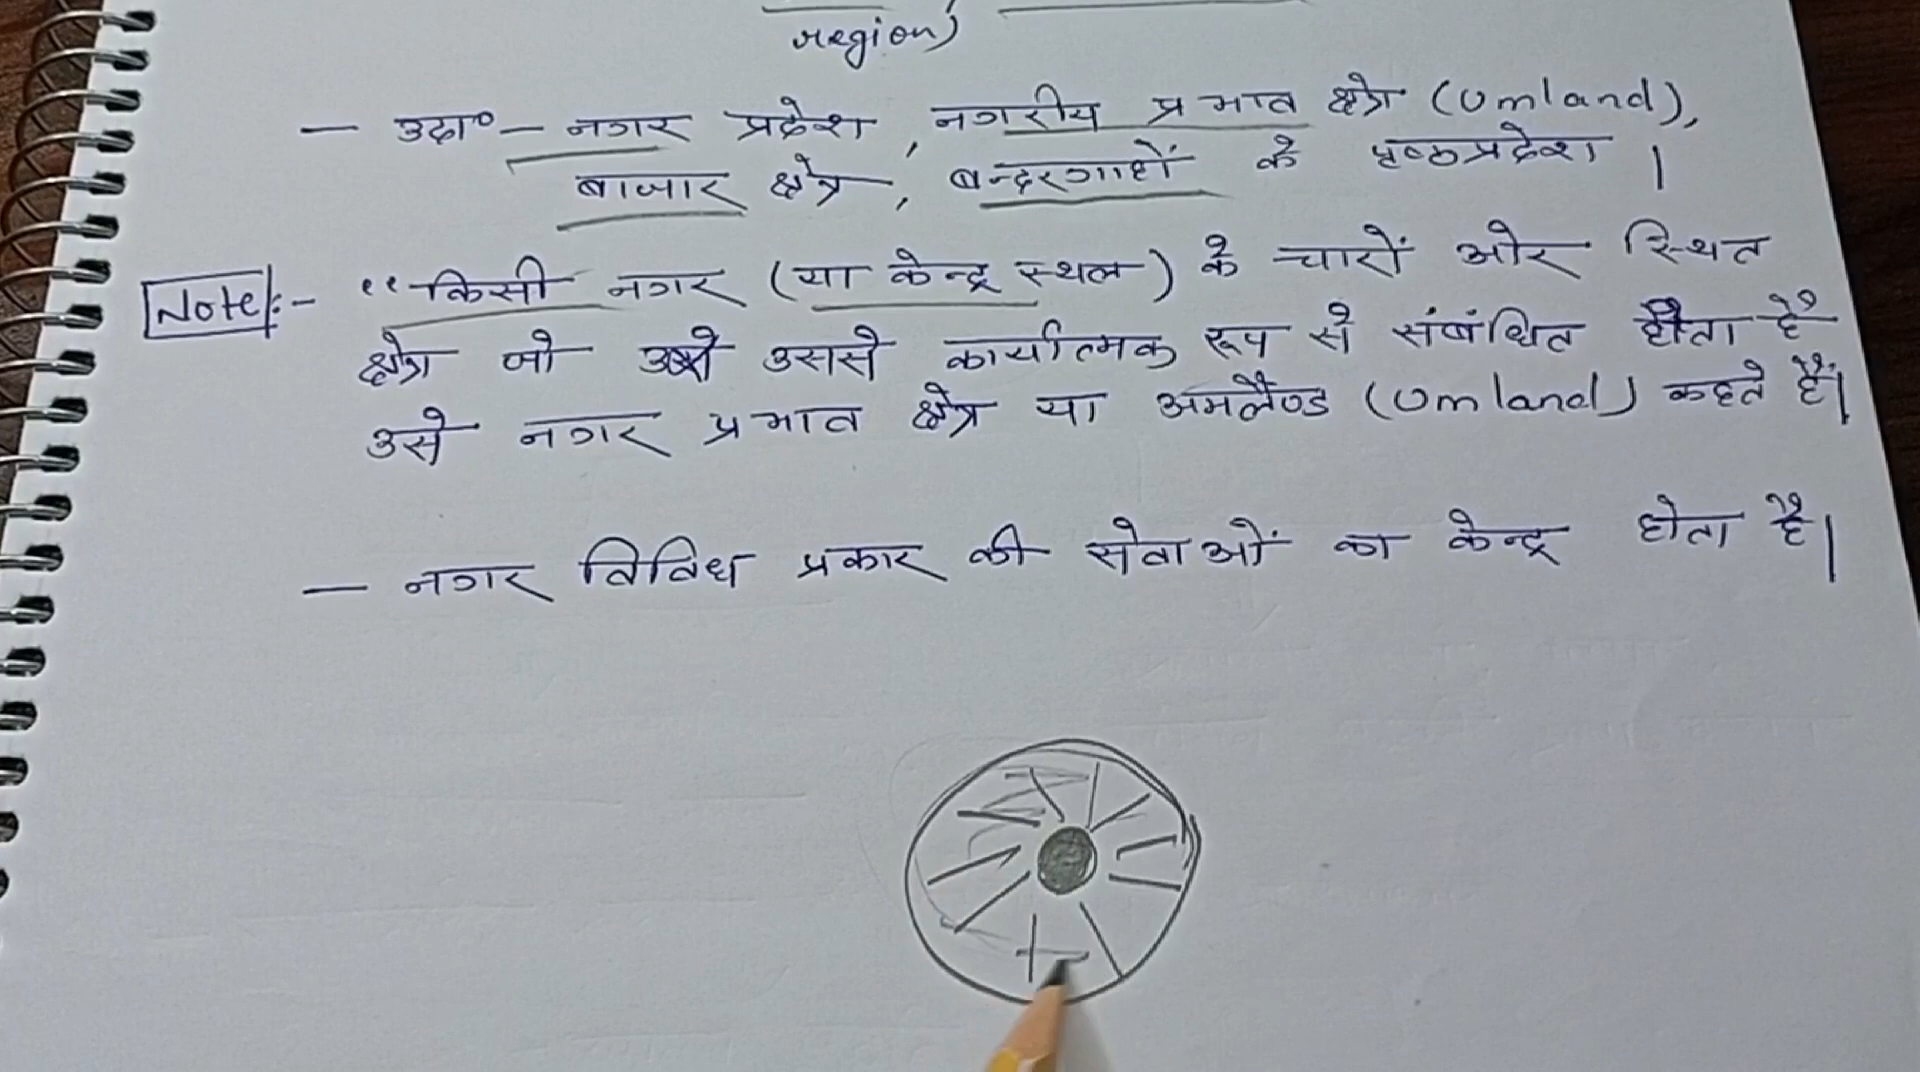 region)
— उदा० — नगर प्रदेश, नगरीय प्रभाव क्षेत्र (Umland),
बाजार क्षेत्र, बन्दरगाहों के पृष्ठप्रदेश।
Note:- "किसी नगर (या केन्द्र स्थल) के चारों ओर स्थित
क्षेत्र जो उससे कार्यात्मक रूप से संबंधित होता है
उसे नगर प्रभाव क्षेत्र या अमलैण्ड (Umland) कहते हैं।
— नगर विविध प्रकार की सेवाओं का केन्द्र होता है।